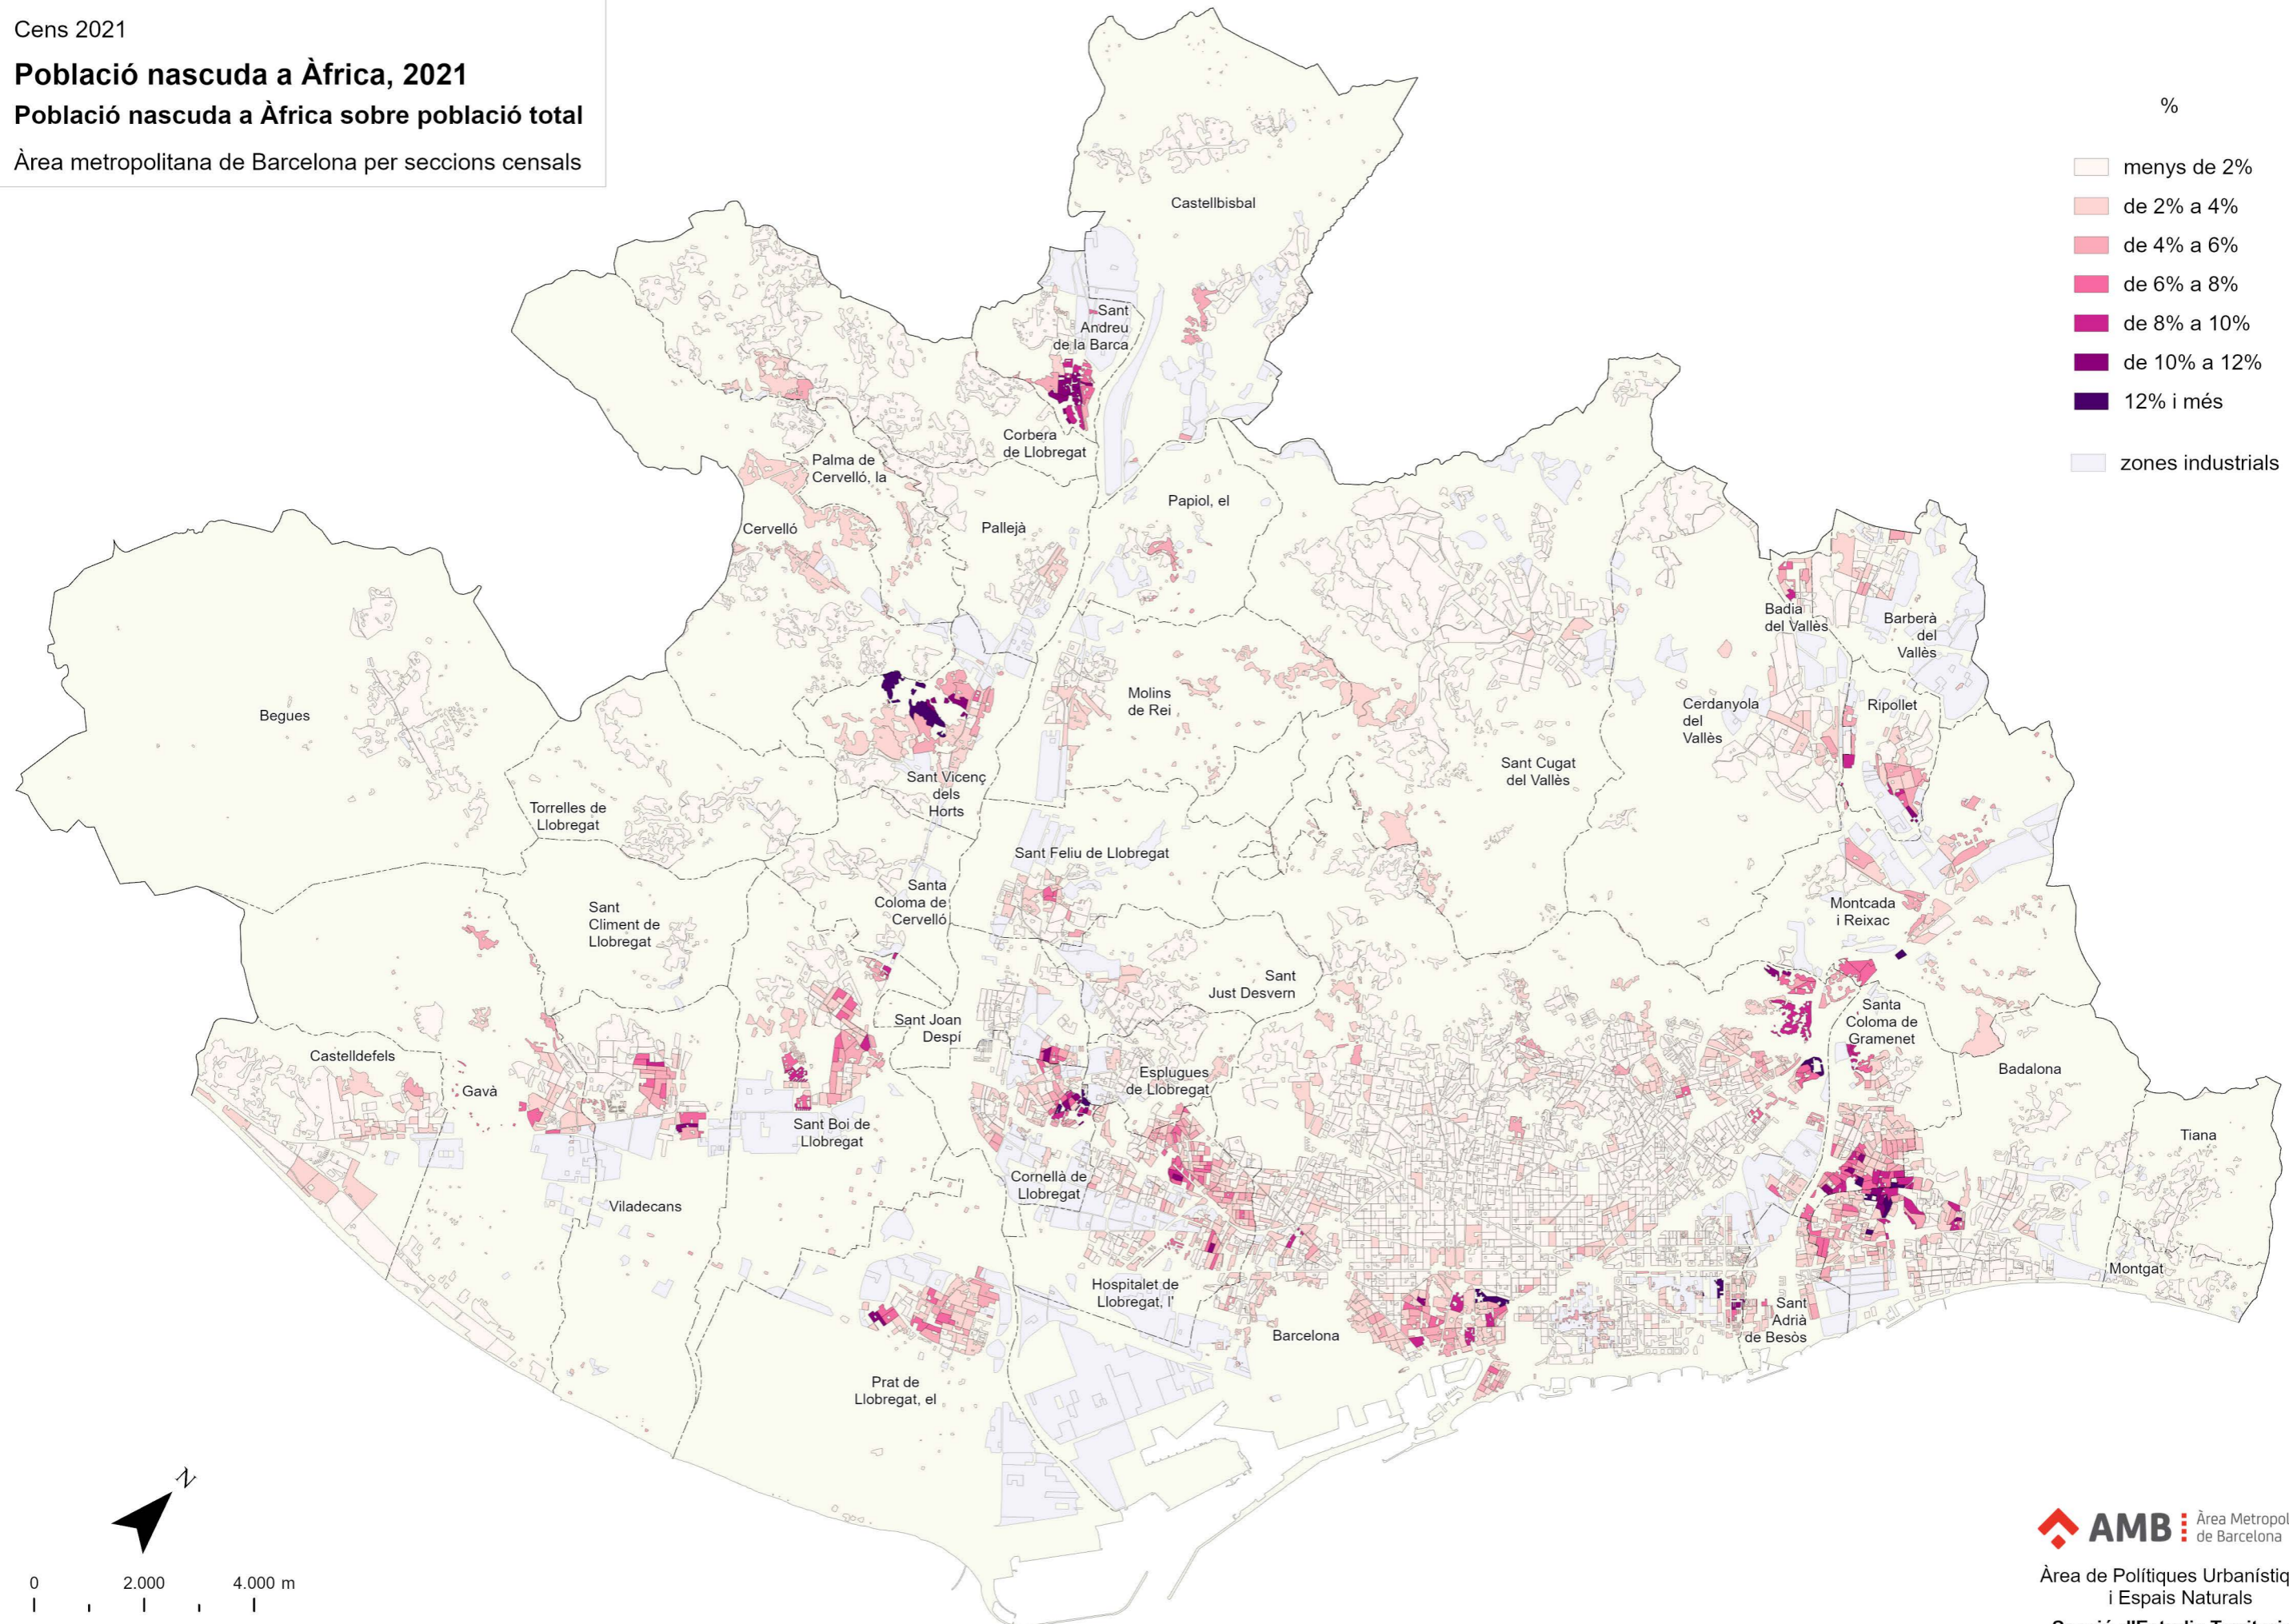 Cens 2021
Població nascuda a Àfrica, 2021
Població nascuda a Àfrica sobre població total
Àrea metropolitana de Barcelona per seccions censals
%
menys de 2%
de 2% a 4%
de 4% a 6%
de 6% a 8%
de 8% a 10%
de 10% a 12%
12% i més
zones industrials
Castellbisbal
Sant
Andreu
de la Barca
Corbera
de Llobregat
Palma de
Cervelló, la
Papiol, el
Cervelló
Pallejà
Badia
del Vallès
Barberà
del
Vallès
Begues
Molins
de Rei
Cerdanyola
del
Vallès
Ripollet
Sant Cugat
del Vallès
Sant Vicenç
dels
Horts
Torrelles de
Llobregat
Sant Feliu de Llobregat
Santa
Coloma de
Cervelló
Sant
Climent de
Llobregat
Montcada
i Reixac
Sant
Just Desvern
Santa
Coloma de
Gramenet
Sant Joan
Despí
Castelldefels
Gavà
Esplugues
de Llobregat
Badalona
Sant Boi de
Llobregat
Tiana
Cornellà de
Llobregat
Viladecans
Montgat
Hospitalet de
Llobregat, l'
Sant
Adrià
de Besòs
Barcelona
Prat de
Llobregat, el
N
0 2.000 4.000 m
AMB
Àrea Metropol
de Barcelona
Àrea de Polítiques Urbanístiq
i Espais Naturals